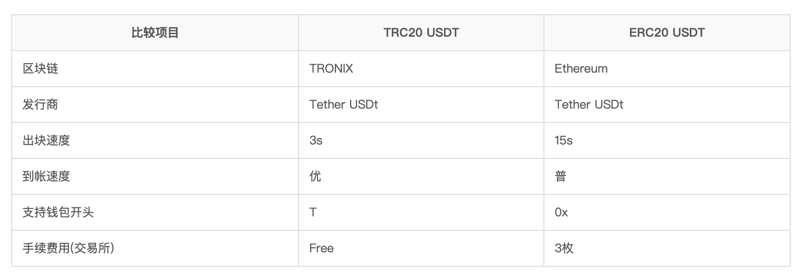 比较项目 TRC20 USDT ERC20 USDT
区块链 TRONIX Ethereum
发行商 Tether USDt Tether USDt
出块速度 3s 15s
到帐速度 优 普
支持钱包开头 T 0x
手续费用(交易所) Free 3枚